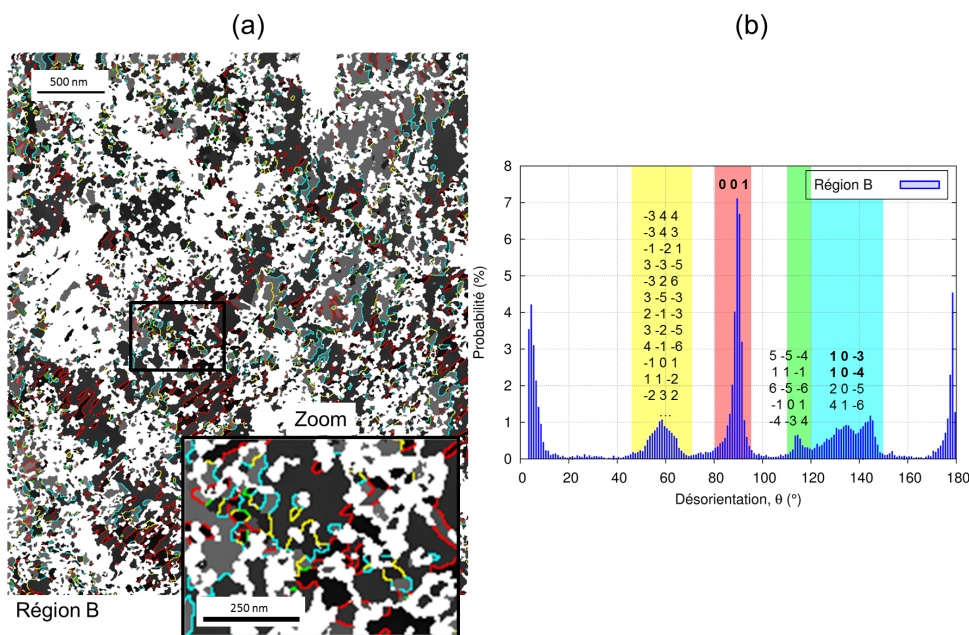 (a)
500 nm
Zoom
250 nm
Région B
(b)
Probabilité (%)
8
7
6
5
4
3
2
1
0
0 20 40 60 80 100 120 140 160 180
Désorientation, θ (°)
Région B
-3 4 4
-3 4 3
-1 -2 1
3 -3 -5
-3 2 6
3 -5 -3
2 -1 -3
3 -2 -5
4 -1 -6
-1 0 1
1 1 -2
-2 3 2
...
0 0 1
5 -5 -4
1 1 -1
6 -5 -6
-1 0 1
-4 -3 4
1 0 -3
1 0 -4
2 0 -5
4 1 -6